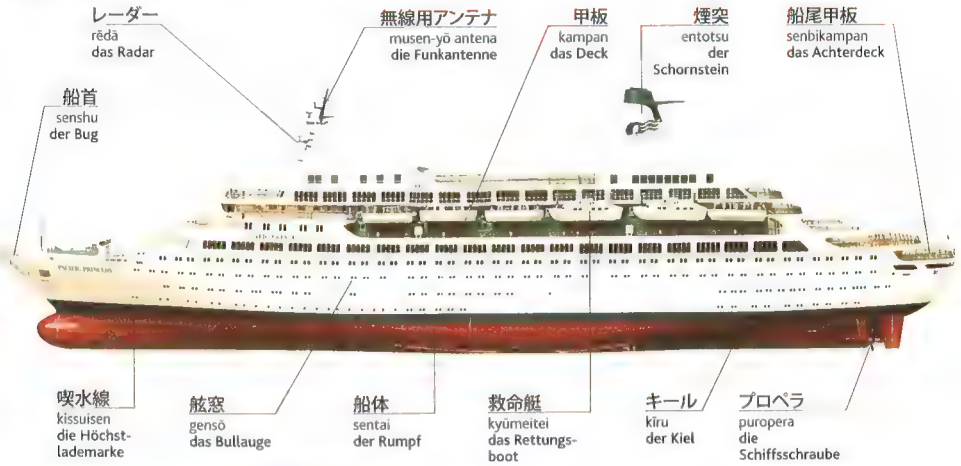 レーダー
rēdā
das Radar
無線用アンテナ
musen-yō antena
die Funkantenne
甲板
kampan
das Deck
煙突
entotsu
der
Schornstein
船尾甲板
senbikampan
das Achterdeck
船首
senshu
der Bug
PACIFIC PRINCESS
喫水線
kissuisen
die Höchst-
lademarke
舷窓
gensō
das Bullauge
船体
sentai
der Rumpf
救命艇
kyūmeitei
das Rettungs-
boot
キール
kīru
der Kiel
プロペラ
puropera
die
Schiffsschraube